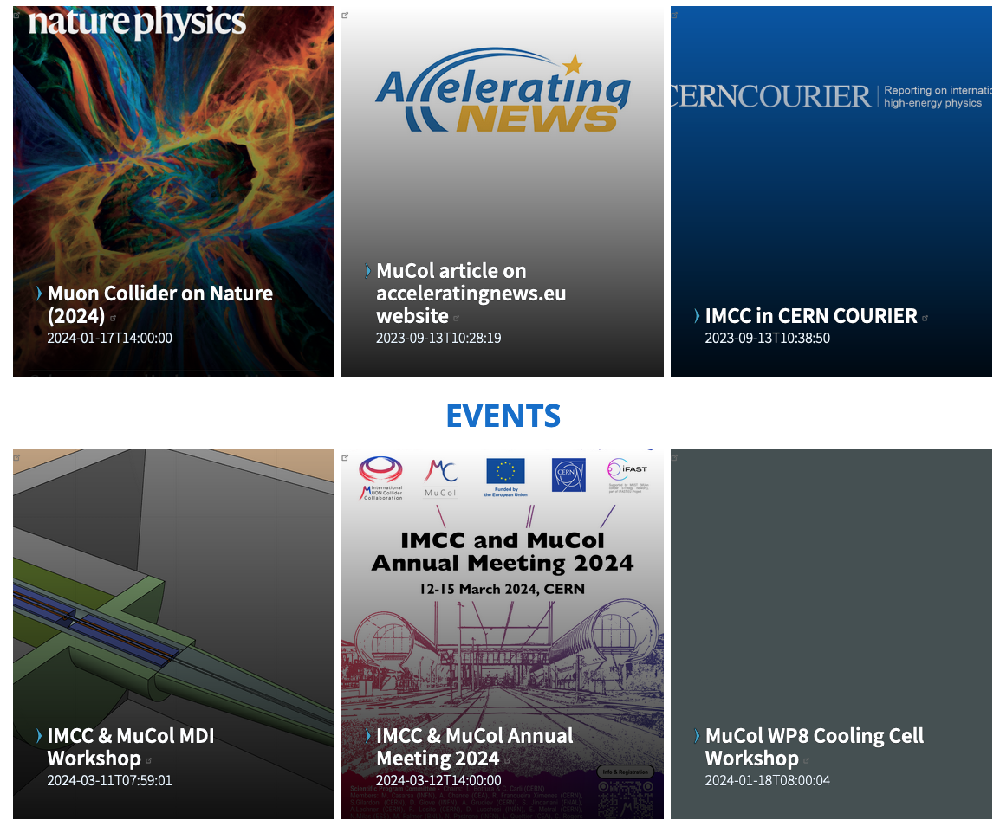 nature physics
Muon Collider on Nature
(2024)
2024-01-17T14:00:00
Accelerating
NEWS
MuCol article on
acceleratingnews.eu
website
2023-09-13T10:28:19
CERNCOURIER
Reporting on internatio
high-energy physics
IMCC in CERN COURIER
2023-09-13T10:38:50
EVENTS
IMCC & MuCol MDI
Workshop
2024-03-11T07:59:01
International
MUON Collider
Collaboration
MuCol
Funded by
the European Union
CERN
iFAST
IMCC and MuCol
Annual Meeting 2024
12-15 March 2024, CERN
IMCC & MuCol Annual
Meeting 2024
2024-03-12T14:00:00
Info & Registration
MuCol WP8 Cooling Cell
Workshop
2024-01-18T08:00:04